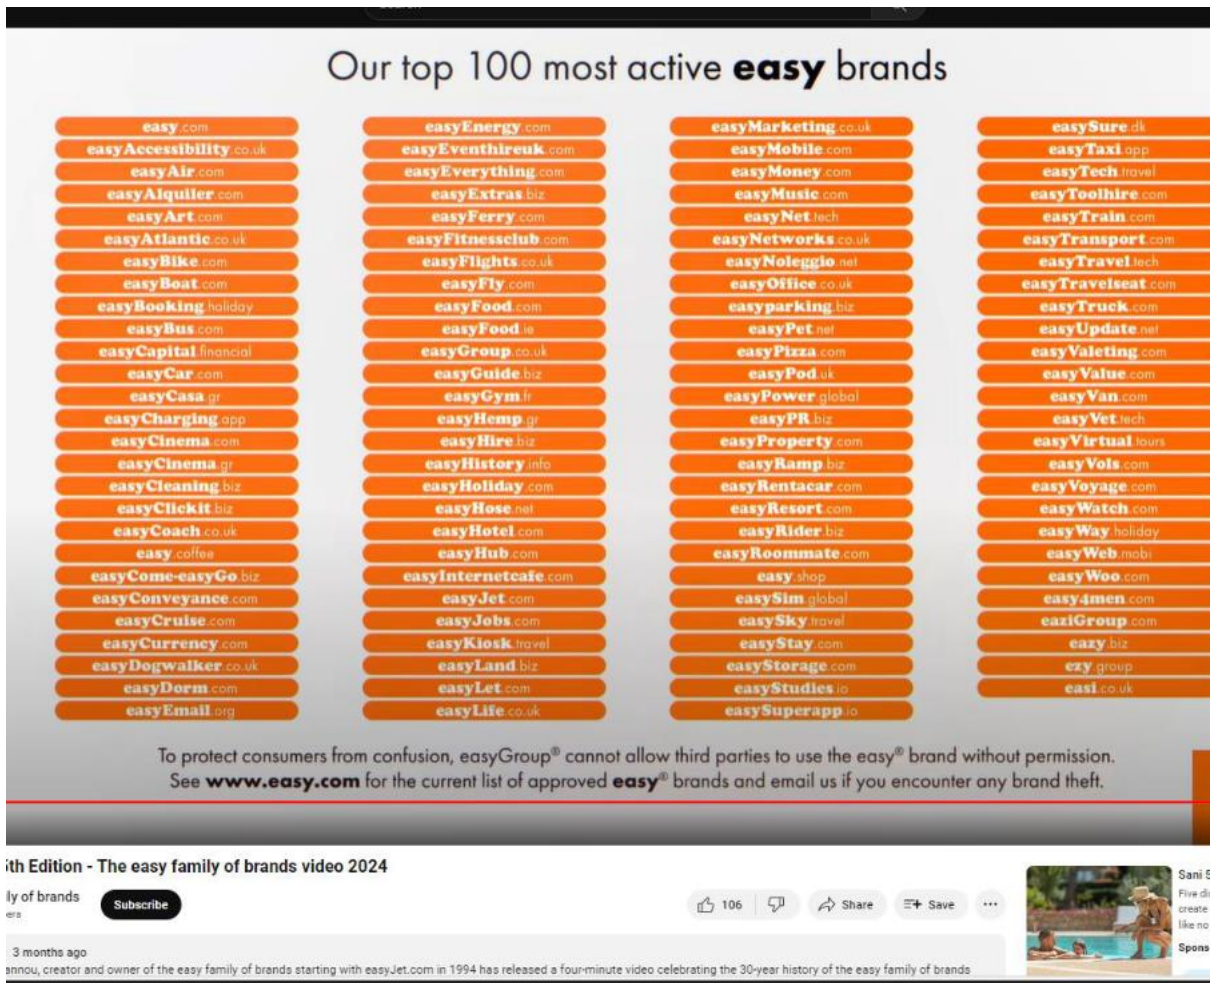 Our top 100 most active easy brands
easy.com
easyAccessibility.co.uk
easyAir.com
easyAlquiler.com
easyArt.com
easyAtlantic.co.uk
easyBike.com
easyBoat.com
easyBooking.holiday
easyBus.com
easyCapital.financial
easyCar.com
easyCasa.gr
easyCharging.app
easyCinema.com
easyCinema.gr
easyCleaning.biz
easyClickit.biz
easyCoach.co.uk
easy.coffee
easyCome-easyGo.biz
easyConveyance.com
easyCruise.com
easyCurrency.com
easyDogwalker.co.uk
easyDorm.com
easyEmail.org
easyEnergy.com
easyEventhireuk.com
easyEverything.com
easyExtras.biz
easyFerry.com
easyFitnessclub.com
easyFlights.co.uk
easyFly.com
easyFood.com
easyFood.ie
easyGroup.co.uk
easyGuide.biz
easyGym.fr
easyHemp.gr
easyHire.biz
easyHistory.info
easyHoliday.com
easyHose.net
easyHotel.com
easyHub.com
easyInternetcafe.com
easyJet.com
easyJobs.com
easyKiosk.travel
easyLand.biz
easyLet.com
easyLife.co.uk
easyMarketing.co.uk
easyMobile.com
easyMoney.com
easyMusic.com
easyNet.tech
easyNetworks.co.uk
easyNoleggio.net
easyOffice.co.uk
easyparking.biz
easyPet.net
easyPizza.com
easyPod.uk
easyPower.global
easyPR.biz
easyProperty.com
easyRamp.biz
easyRentacar.com
easyResort.com
easyRider.biz
easyRoommate.com
easy.shop
easySim.global
easySky.travel
easyStay.com
easyStorage.com
easyStudies.io
easySuperapp.io
easySure.dk
easyTaxi.app
easyTech.travel
easyToolhire.com
easyTrain.com
easyTransport.com
easyTravel.tech
easyTravelseat.com
easyTruck.com
easyUpdate.net
easyValeting.com
easyValue.com
easyVan.com
easyVet.tech
easyVirtual.tours
easyVols.com
easyVoyage.com
easyWatch.com
easyWay.holiday
easyWeb.mobi
easyWoo.com
easy4men.com
eaziGroup.com
eazy.biz
ezy.group
easi.co.uk
To protect consumers from confusion, easyGroup® cannot allow third parties to use the easy® brand without permission.
See www.easy.com for the current list of approved easy® brands and email us if you encounter any brand theft.
5th Edition - The easy family of brands video 2024
ly of brands
Subscribe
106
Share
Save
3 months ago
annou, creator and owner of the easy family of brands starting with easyJet.com in 1994 has released a four-minute video celebrating the 30-year history of the easy family of brands
Sani
Five
create
like no
Spons